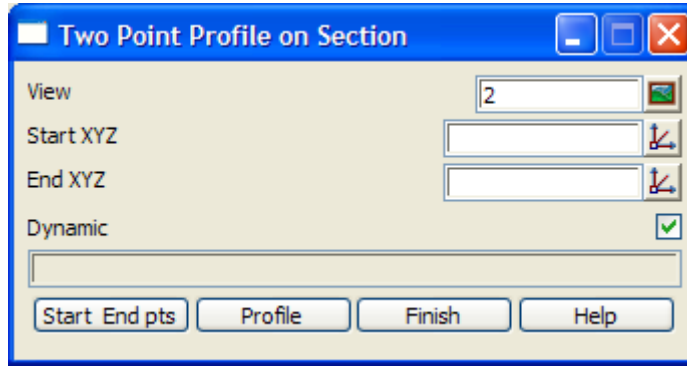 Two Point Profile on Section
View 2
Start XYZ
End XYZ
Dynamic
Start End pts Profile Finish Help